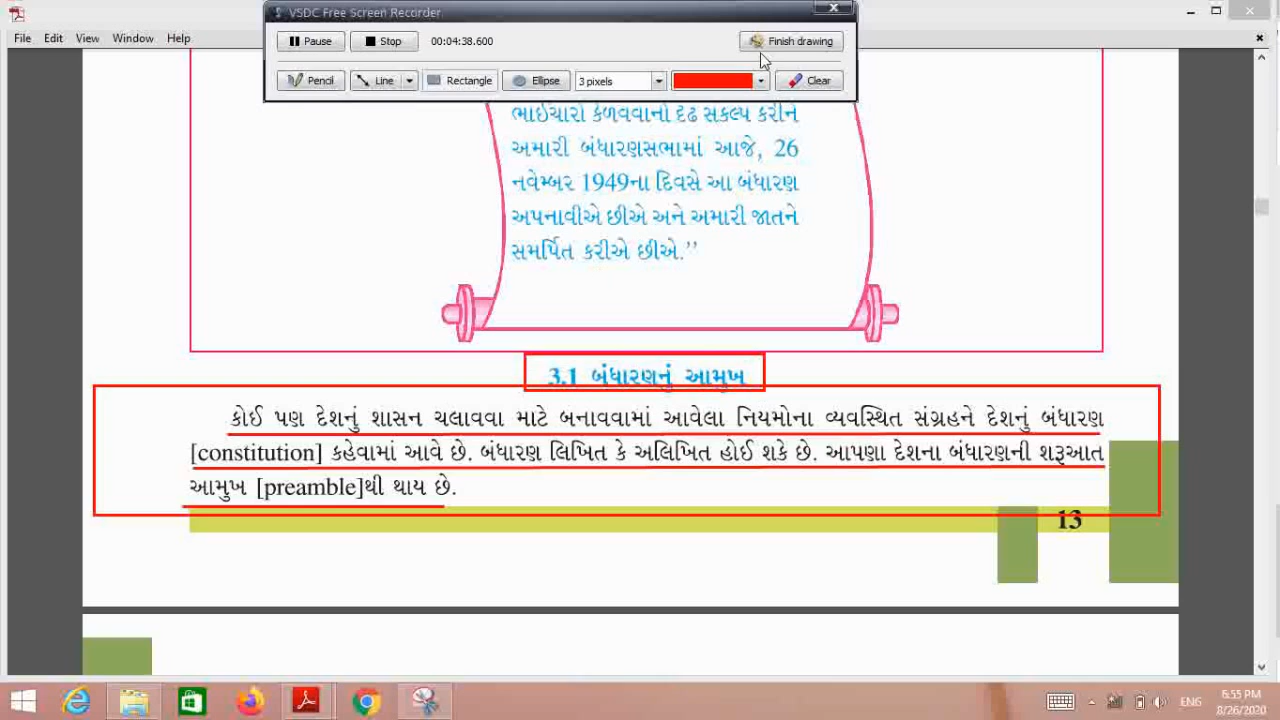 VSDC Free Screen Recorder
Pause Stop 00:04:38.600 Finish drawing
Pencil Line Rectangle Ellipse 3 pixels Clear
File Edit View Window Help
ભાઈચારો કેળવવાનો દૃઢ સંકલ્પ કરીને
અમારી બંધારણસભામાં આજે, 26
નવેમ્બર 1949ના દિવસે આ બંધારણ
અપનાવીએ છીએ અને અમારી જાતને
સમર્પિત કરીએ છીએ.’’
3.1 બંધારણનું આમુખ
કોઈ પણ દેશનું શાસન ચલાવવા માટે બનાવવામાં આવેલા નિયમોના વ્યવસ્થિત સંગ્રહને દેશનું બંધારણ
[constitution] કહેવામાં આવે છે. બંધારણ લિખિત કે અલિખિત હોઈ શકે છે. આપણા દેશના બંધારણની શરૂઆત
આમુખ [preamble]થી થાય છે.
13
ENG
6:55 PM
8/26/2020